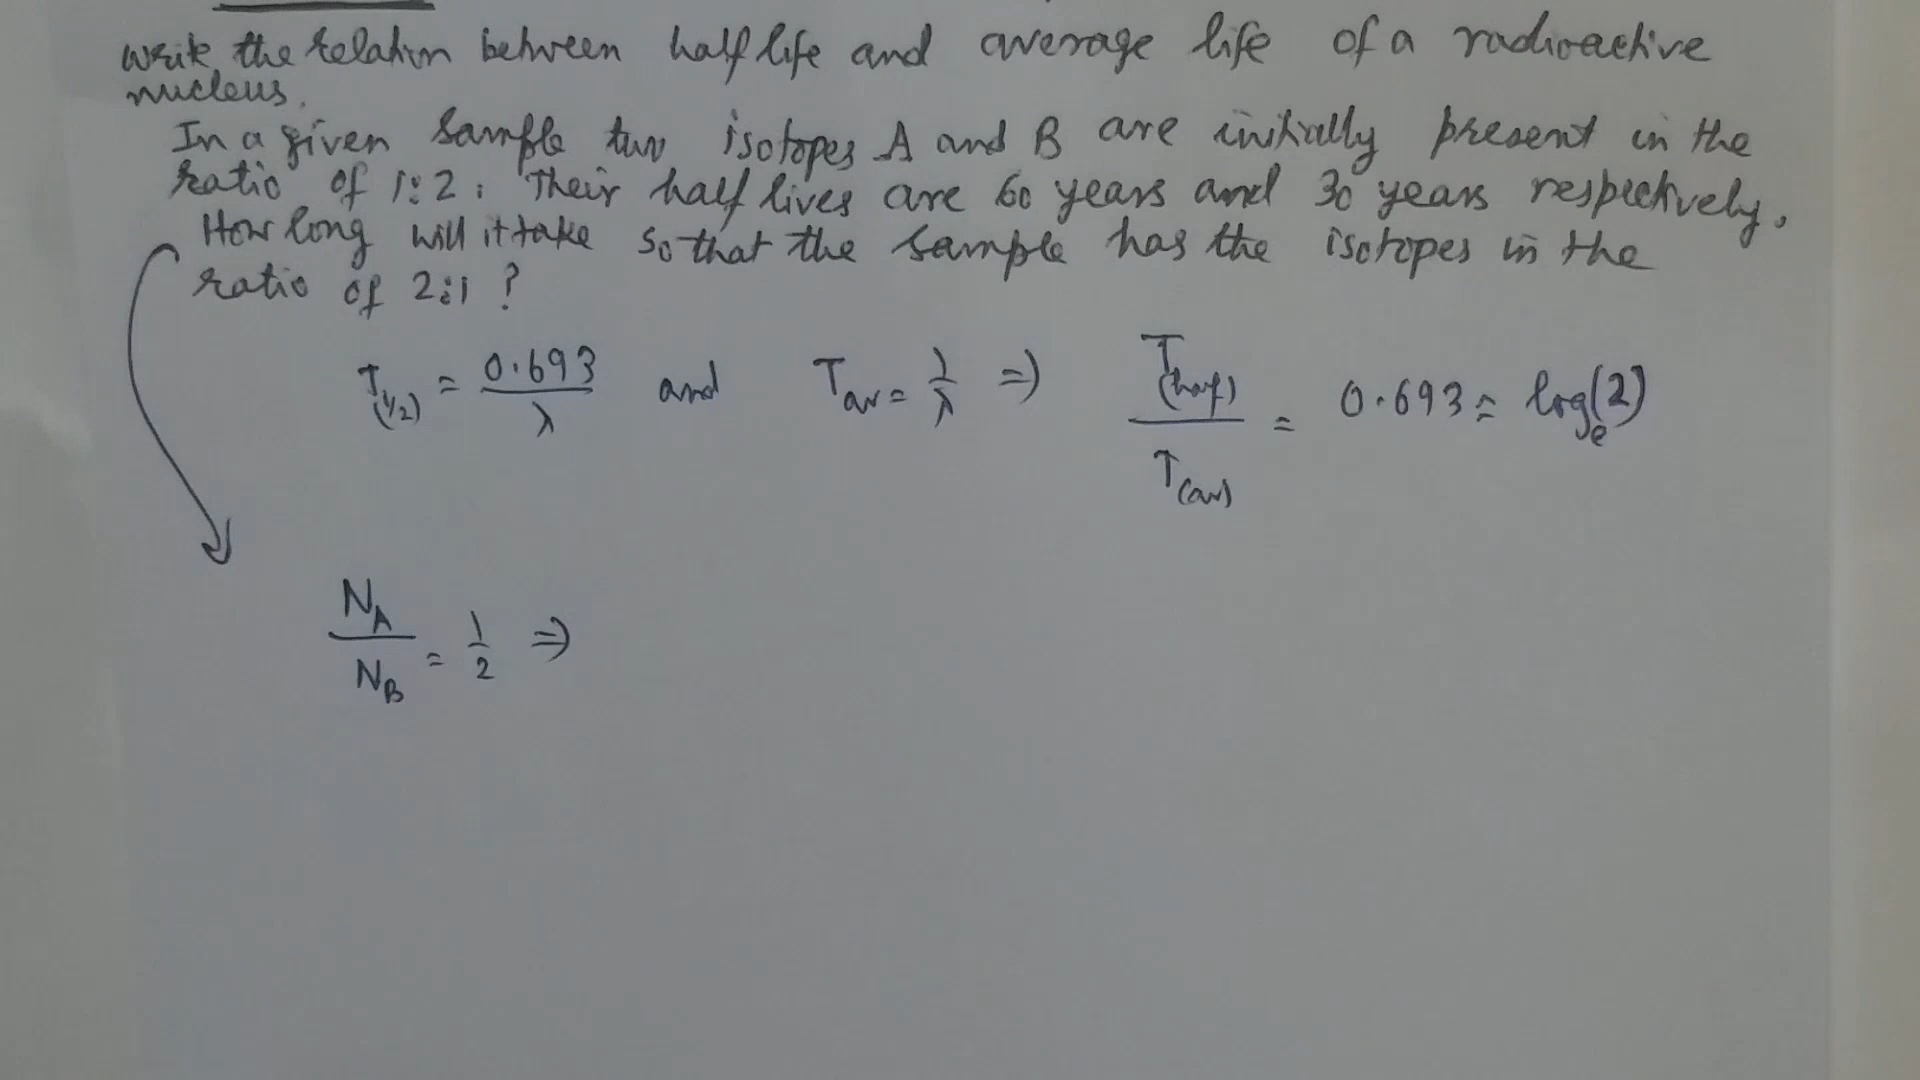 write the relation between half life and average life of a radioactive
nucleus.
In a given sample two isotopes A and B are initially present in the
ratio of 1:2. Their half lives are 60 years and 30 years respectively.
How long will it take so that the sample has the isotopes in the
ratio of 2:1 ?
T(1/2) = 0.693/λ and Tav = 1/λ ⇒ T(half)/T(av) = 0.693 = loge(2)
NA/NB = 1/2 ⇒